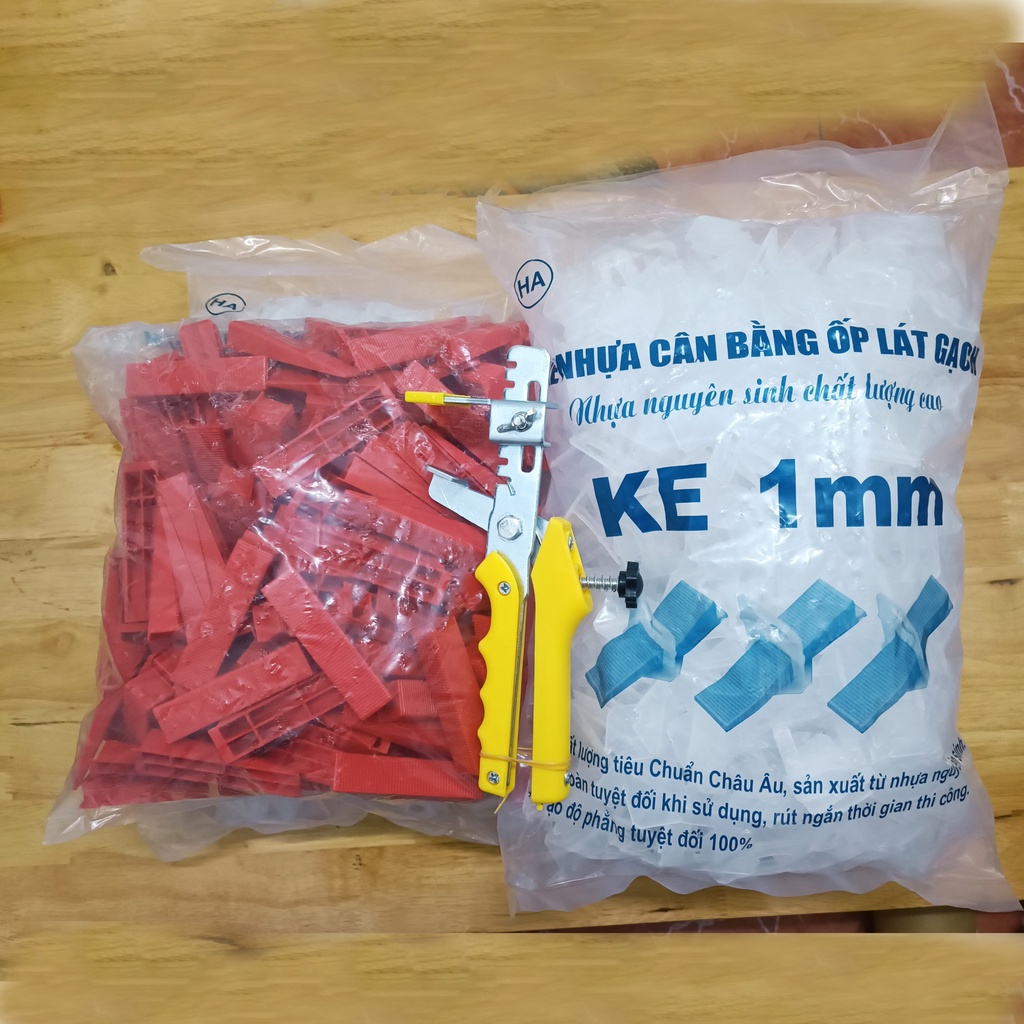 HA
HA
NHỰA CÂN BẰNG ỐP LÁT GẠCH
Nhựa nguyên sinh chất lượng cao
KE 1mm
lượng tiêu Chuẩn Châu Âu, sản xuất từ nhựa
tuyệt đối khi sử dụng, rút ngắn thời gian thi công.
độ phẳng tuyệt đối 100%